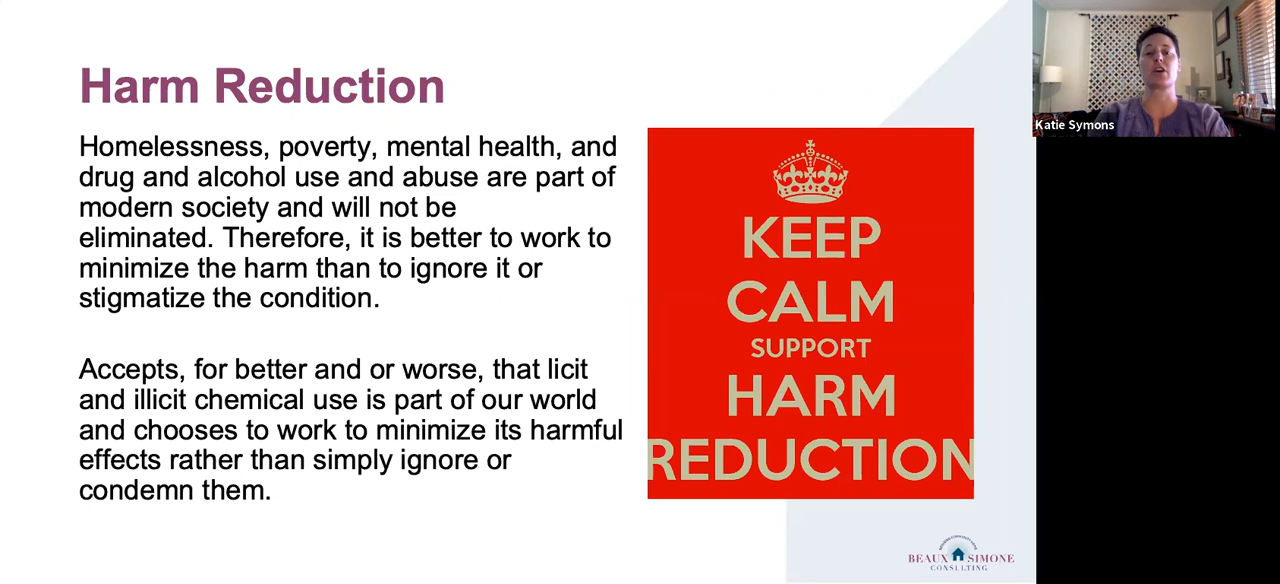 Harm Reduction
Homelessness, poverty, mental health, and
drug and alcohol use and abuse are part of
modern society and will not be
eliminated. Therefore, it is better to work to
minimize the harm than to ignore it or
stigmatize the condition.
Accepts, for better and or worse, that licit
and illicit chemical use is part of our world
and chooses to work to minimize its harmful
effects rather than simply ignore or
condemn them.
KEEP
CALM
SUPPORT
HARM
REDUCTION
Katie Symons
BEAUX SIMONE
CONSULTING